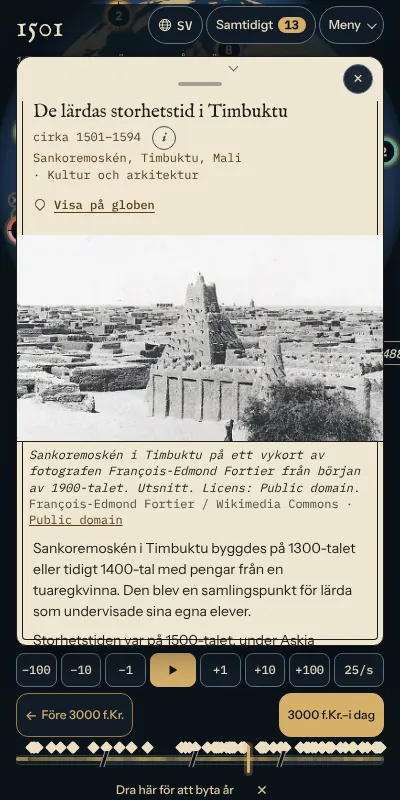 1501
SV
Samtidigt 13
Meny
2
8
De lärdas storhetstid i Timbuktu
cirka 1501–1594 i
Sankoremoskén, Timbuktu, Mali
· Kultur och arkitektur
Visa på globen
Sankoremoskén i Timbuktu på ett vykort av
fotografen François-Edmond Fortier från början
av 1900-talet. Utsnitt. Licens: Public domain.
François-Edmond Fortier / Wikimedia Commons ·
Public domain
Sankoremoskén i Timbuktu byggdes på 1300-talet
eller tidigt 1400-tal med pengar från en
tuaregkvinna. Den blev en samlingspunkt för lärda
som undervisade sina egna elever.
Storhetstiden var på 1500-talet, under Askia
−100 −10 −1 +1 +10 +100 25/s
← Före 3000 f.Kr. 3000 f.Kr.–i dag
Dra här för att byta år ×